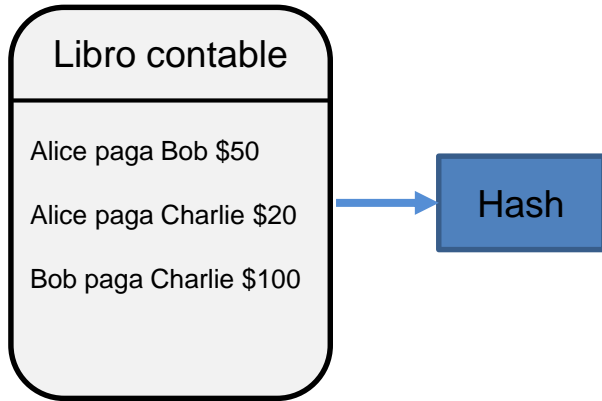 Libro contable
Alice paga Bob $50
Alice paga Charlie $20
Bob paga Charlie $100
Hash